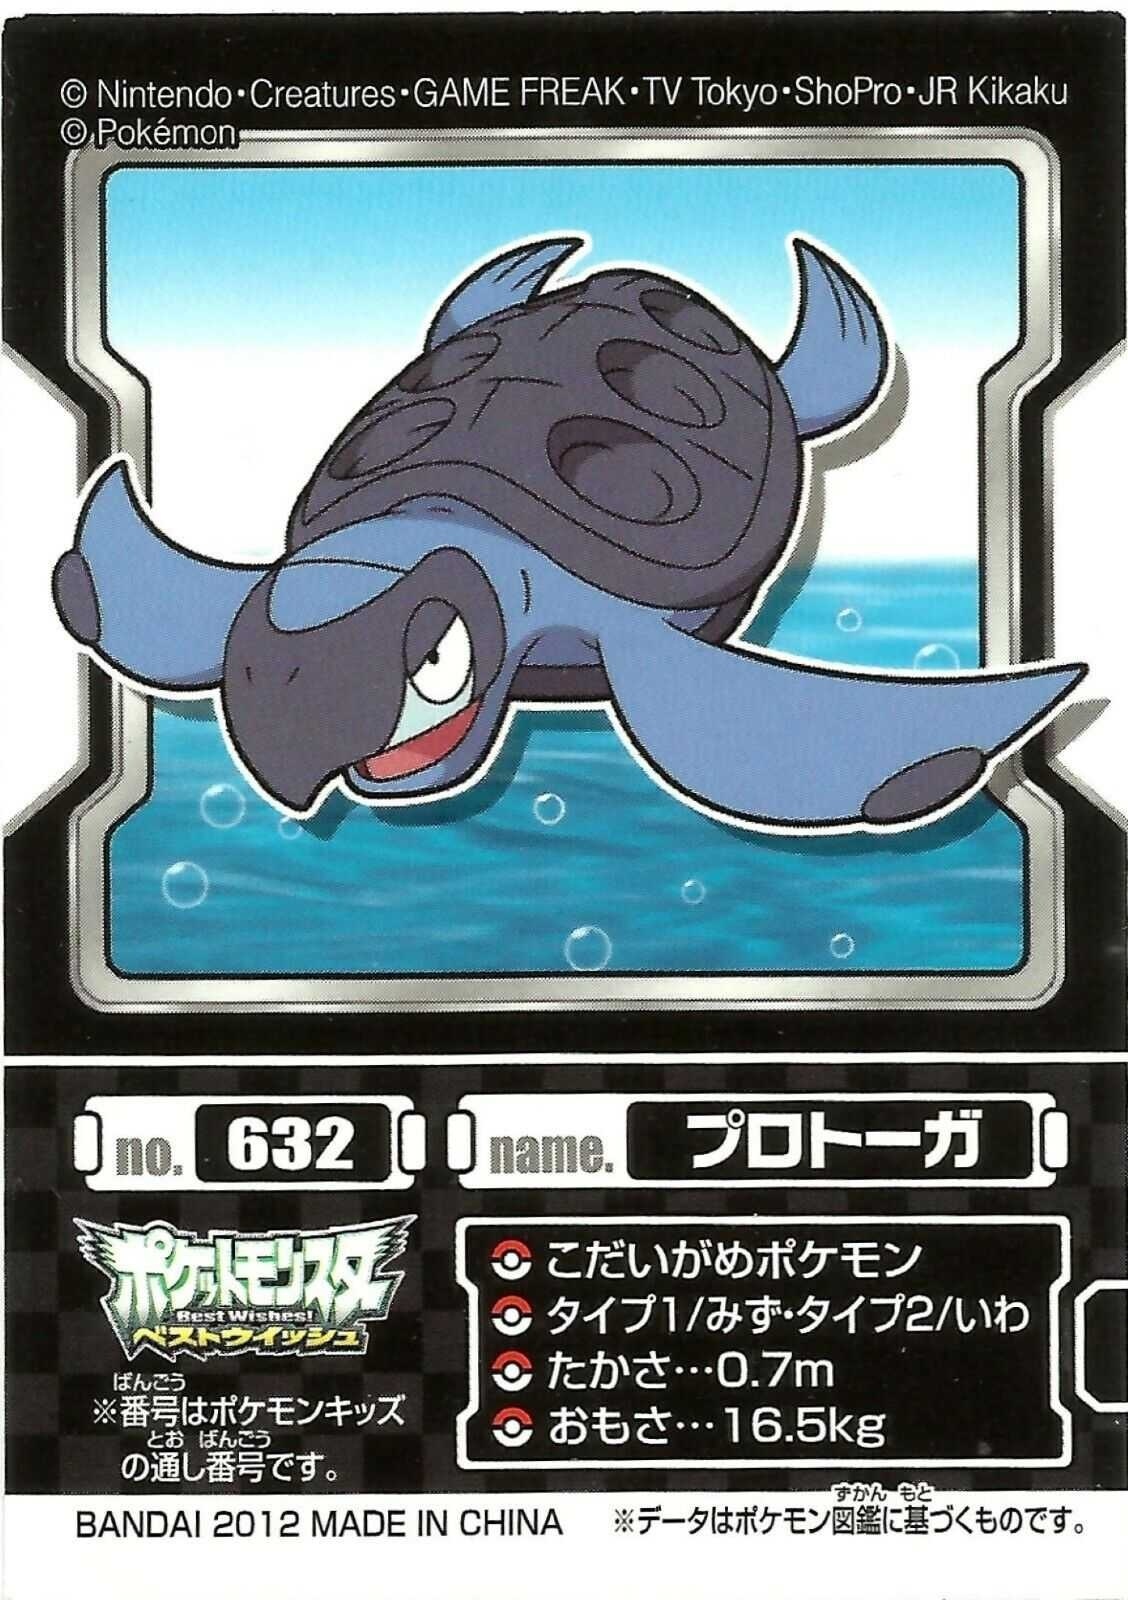 © Nintendo・Creatures・GAME FREAK・TV Tokyo・ShoPro・JR Kikaku
© Pokémon
no. 632
name. プロトーガ
ポケットモンスター
Best Wishes!
ベストウイッシュ
ばんごう
※番号はポケモンキッズ
とお ばんごう
の通し番号です。
こだいがめポケモン
タイプ1/みず・タイプ2/いわ
たかさ…0.7m
おもさ…16.5kg
BANDAI 2012 MADE IN CHINA
ずかん もと
※データはポケモン図鑑に基づくものです。